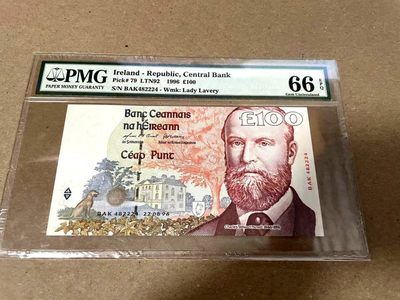 PMG
PAPER MONEY GUARANTY
Ireland - Republic, Central Bank
Pick# 79 LTN92 1996 £100
S/N BAK482224 - Wmk: Lady Lavery
66 EPQ
Gem Uncirculated
Banc Ceannais
na hÉireann
£100
Céad Punt
BAK 482224
BAK 482224 22.08.96